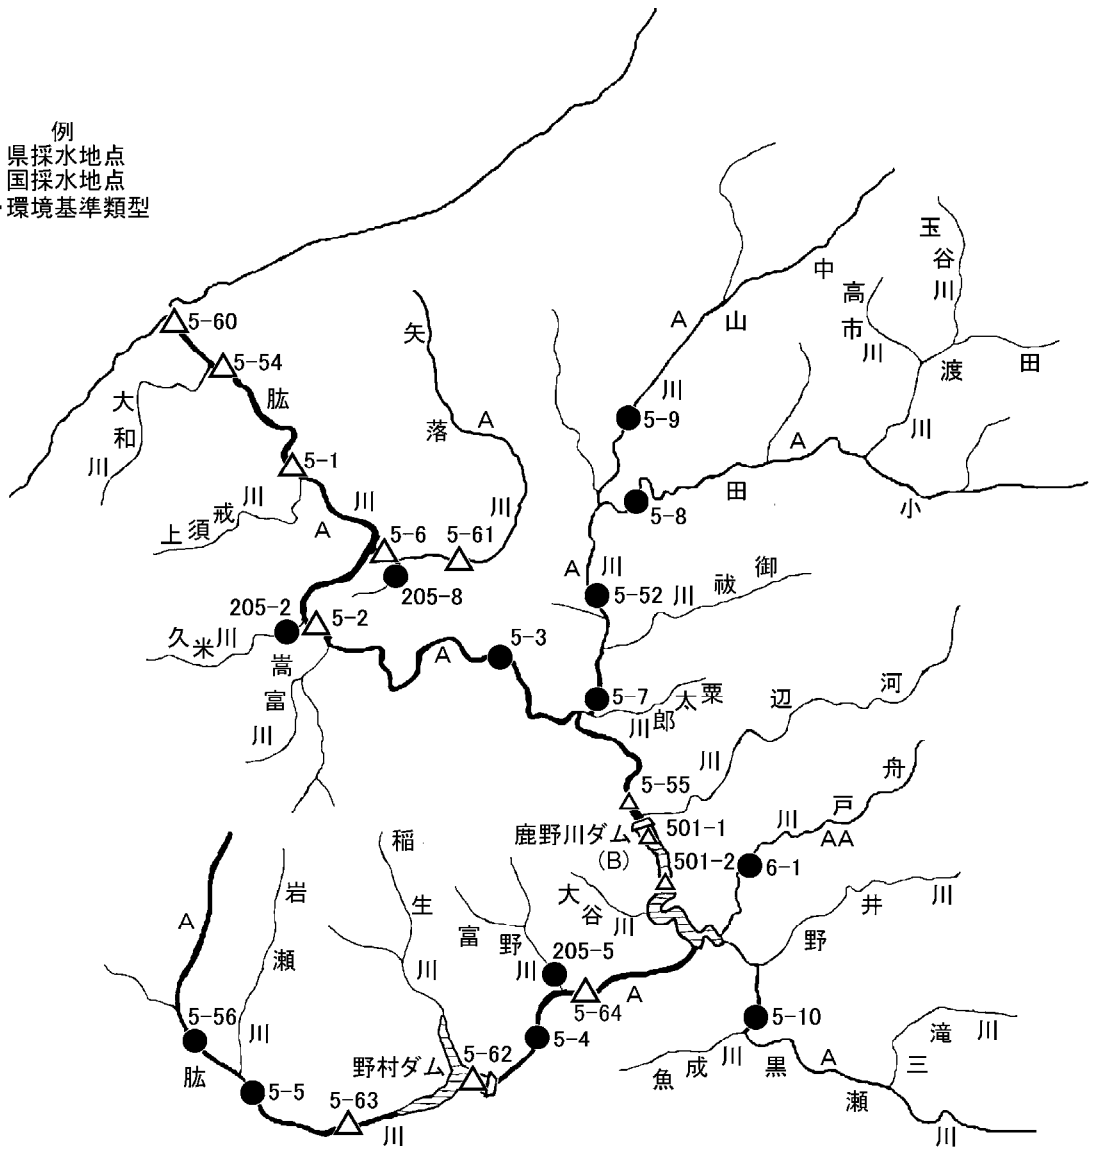 例
県採水地点
国採水地点
環境基準類型
5-60
5-54
大和川
肱川
A
5-1
上須戒川
矢落川
A
5-6
5-61
205-8
205-2
5-2
久米川
嵩富川
A
5-3
中山川
A
5-9
玉谷川
高市川
渡
田
川
小田川
A
5-8
A
5-52
御祓川
5-7
粟太郎川
河辺川
5-55
鹿野川ダム
(B)
501-1
501-2
舟戸川
AA
6-1
大谷川
野井川
富野川
205-5
5-64
A
5-4
稲生川
岩瀬川
A
5-56
肱川
5-5
5-63
野村ダム
5-62
5-10
魚成川
黒瀬川
A
三滝川